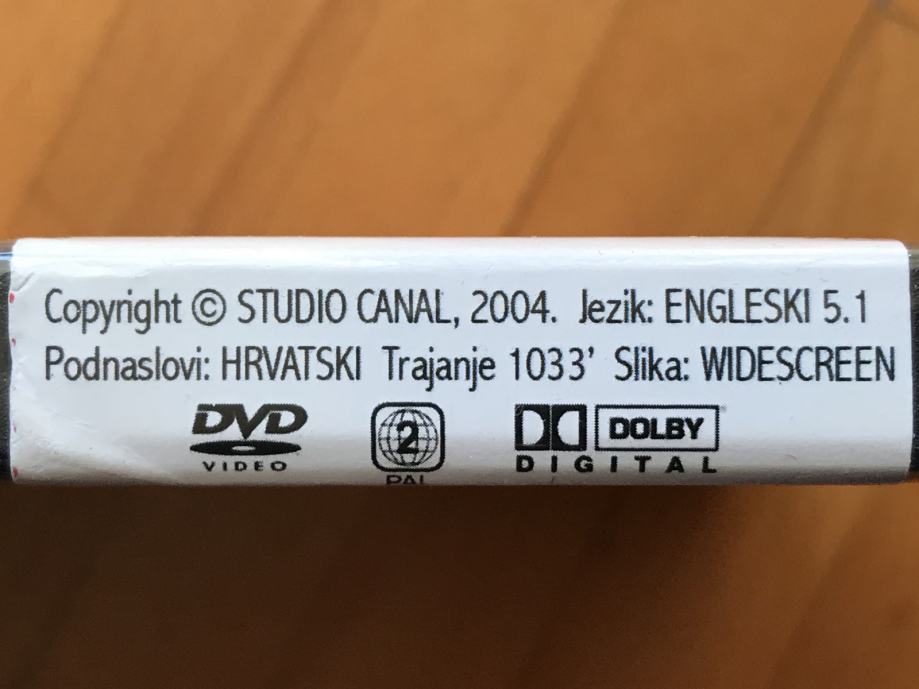 Copyright © STUDIO CANAL, 2004. Jezik: ENGLESKI 5.1
Podnaslovi: HRVATSKI Trajanje 1033’ Slika: WIDESCREEN
DVD
VIDEO
2
PAL
DOLBY
DIGITAL